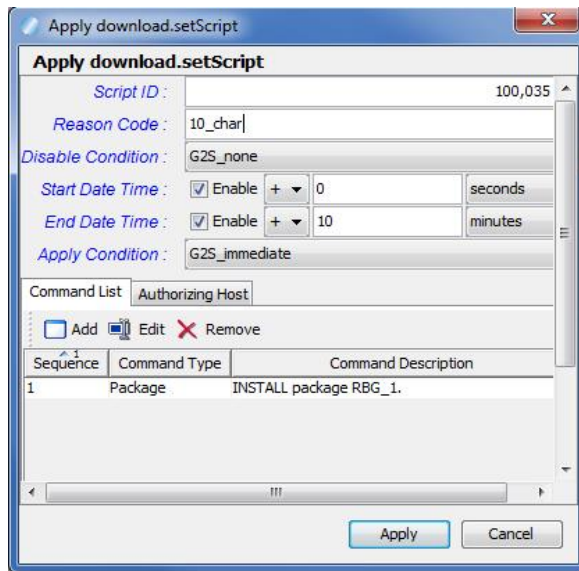 Apply download.setScript
Apply download.setScript
Script ID : 100,035
Reason Code : 10_char
Disable Condition : G2S_none
Start Date Time : Enable + 0 seconds
End Date Time : Enable + 10 minutes
Apply Condition : G2S_immediate
Command List Authorizing Host
Add Edit Remove
Sequence 1 Command Type Command Description
1 Package INSTALL package RBG_1.
Apply Cancel